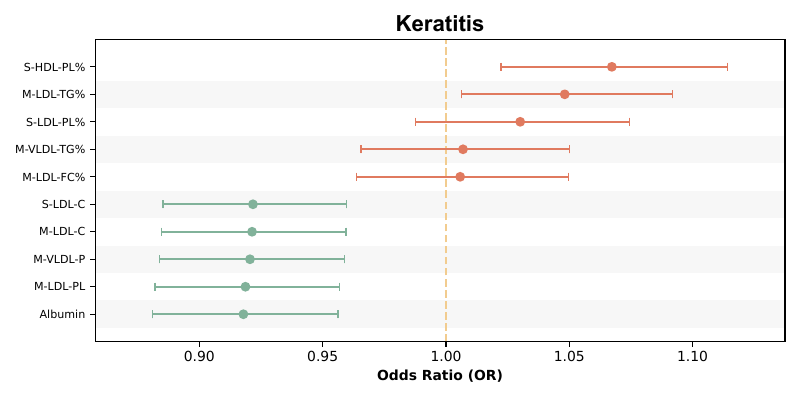 Keratitis
S-HDL-PL%
M-LDL-TG%
S-LDL-PL%
M-VLDL-TG%
M-LDL-FC%
S-LDL-C
M-LDL-C
M-VLDL-P
M-LDL-PL
Albumin
0.90 0.95 1.00 1.05 1.10
Odds Ratio (OR)